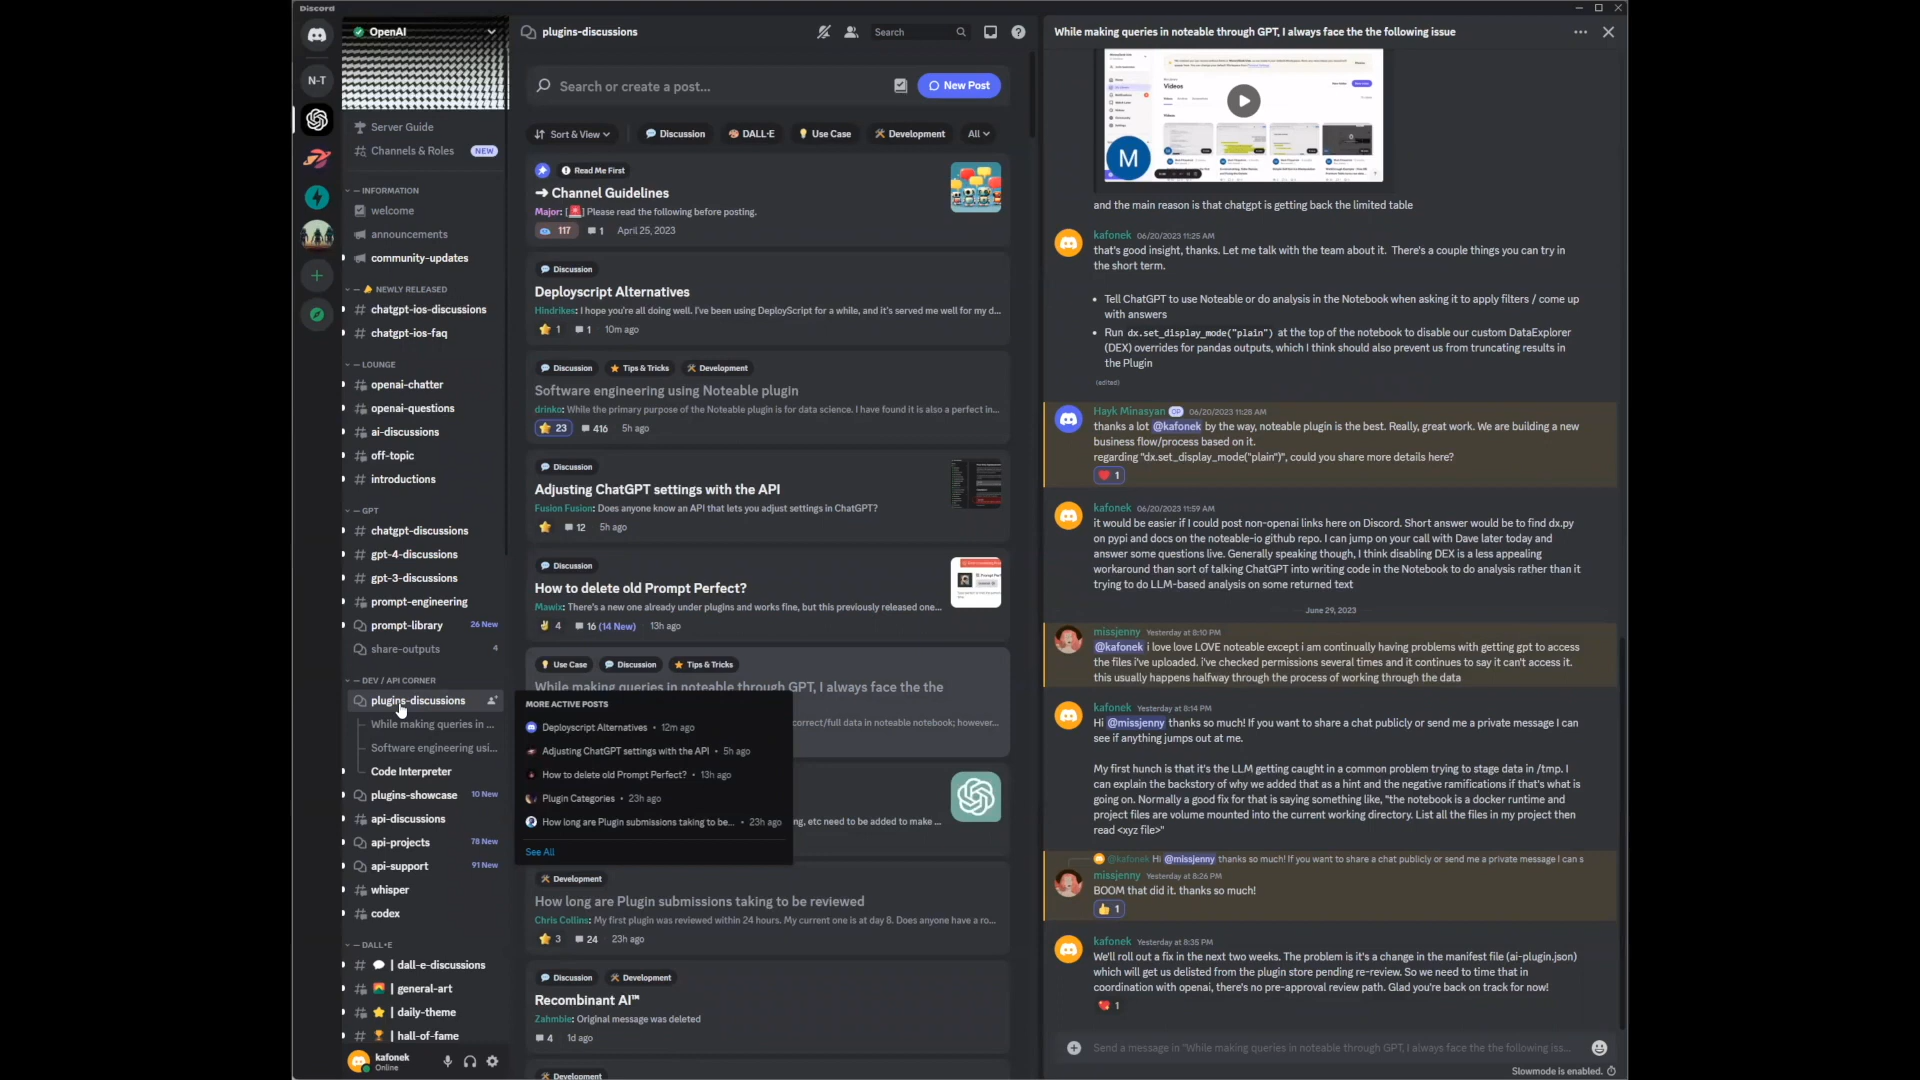 Discord
OpenAI
Server Guide
Channels & Roles NEW
INFORMATION
welcome
announcements
community-updates
NEWLY RELEASED
chatgpt-ios-discussions
chatgpt-ios-faq
LOUNGE
openai-chatter
openai-questions
ai-discussions
off-topic
introductions
GPT
chatgpt-discussions
gpt-4-discussions
gpt-3-discussions
prompt-engineering
prompt-library 26 New
share-outputs 4
DEV / API CORNER
plugins-discussions
While making queries in ...
Software engineering usi...
Code Interpreter
plugins-showcase 10 New
api-discussions
api-projects 78 New
api-support 91 NEW
whisper
codex
DALL•E
| dall-e-discussions
| general-art
| daily-theme
| hall-of-fame
kafonek
Online
N-T
plugins-discussions
Search
Search or create a post...
New Post
Sort & View
Discussion
DALL-E
Use Case
Development
All
Read Me First
➜ Channel Guidelines
Major: [🚨] Please read the following before posting.
117 1 April 25, 2023
Discussion
Deployscript Alternatives
Hindrikes: I hope you're all doing well. I've been using DeployScript for a while, and it's served me well for my d...
1 1 10m ago
Discussion Tips & Tricks Development
Software engineering using Noteable plugin
drinko: While the primary purpose of the Noteable plugin is for data science. I have found it is also a perfect in...
23 416 5h ago
Discussion
Adjusting ChatGPT settings with the API
Fusion Fusion: Does anyone know an API that lets you adjust settings in ChatGPT?
12 5h ago
Discussion
How to delete old Prompt Perfect?
Mawix: There's a new one already under plugins and works fine, but this previously released one...
4 16 (14 New) 13h ago
Use Case Discussion Tips & Tricks
While making queries in noteable through GPT, I always face the the
correct/full data in noteable notebook; however...
MORE ACTIVE POSTS
Deployscript Alternatives • 12m ago
Adjusting ChatGPT settings with the API • 5h ago
How to delete old Prompt Perfect? • 13h ago
Plugin Categories • 23h ago
How long are Plugin submissions taking to be... • 23h ago
See All
ng, etc need to be added to make ...
Development
How long are Plugin submissions taking to be reviewed
Chris Collins: My first plugin was reviewed within 24 hours. My current one is at day 8. Does anyone have a ro...
3 24 23h ago
Discussion Development
Recombinant AI™
Zahmbie: Original message was deleted
4 1d ago
Development
While making queries in noteable through GPT, I always face the the following issue
Videos
M
and the main reason is that chatgpt is getting back the limited table
kafonek 06/20/2023 11:25 AM
that's good insight, thanks. Let me talk with the team about it. There's a couple things you can try in
the short term.
• Tell ChatGPT to use Noteable or do analysis in the Notebook when asking it to apply filters / come up
with answers
• Run dx.set_display_mode("plain") at the top of the notebook to disable our custom DataExplorer
(DEX) overrides for pandas outputs, which I think should also prevent us from truncating results in
the Plugin
(edited)
Hayk Minasyan OP 06/20/2023 11:28 AM
thanks a lot @kafonek by the way, noteable plugin is the best. Really, great work. We are building a new
business flow/process based on it.
regarding "dx.set_display_mode("plain")", could you share more details here?
1
kafonek 06/20/2023 11:59 AM
it would be easier if I could post non-openai links here on Discord. Short answer would be to find dx.py
on pypi and docs on the noteable-io github repo. I can jump on your call with Dave later today and
answer some questions live. Generally speaking though, I think disabling DEX is a less appealing
workaround than sort of talking ChatGPT into writing code in the Notebook to do analysis rather than it
trying to do LLM-based analysis on some returned text
June 29, 2023
missjenny Yesterday at 8:10 PM
@kafonek i love love LOVE noteable except i am continually having problems with getting gpt to access
the files i've uploaded. i've checked permissions several times and it continues to say it can't access it.
this usually happens halfway through the process of working through the data
kafonek Yesterday at 8:14 PM
Hi @missjenny thanks so much! If you want to share a chat publicly or send me a private message I can
see if anything jumps out at me.
My first hunch is that it's the LLM getting caught in a common problem trying to stage data in /tmp. I
can explain the backstory of why we added that as a hint and the negative ramifications if that's what is
going on. Normally a good fix for that is saying something like, "the notebook is a docker runtime and
project files are volume mounted into the current working directory. List all the files in my project then
read <xyz file>"
@kafonek Hi @missjenny thanks so much! If you want to share a chat publicly or send me a private message I can s
missjenny Yesterday at 8:26 PM
BOOM that did it. thanks so much!
1
kafonek Yesterday at 8:35 PM
We'll roll out a fix in the next two weeks. The problem is it's a change in the manifest file (ai-plugin.json)
which will get us delisted from the plugin store pending re-review. So we need to time that in
coordination with openai, there's no pre-approval review path. Glad you're back on track for now!
1
Send a message in "While making queries in noteable through GPT, I always face the the following iss...
Slowmode is enabled.